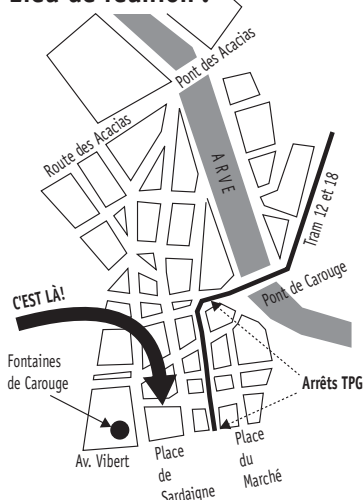 Lieu de réunion :
Pont des Acacias
Route des Acacias
ARVE
Tram 12 et 18
C'EST LÀ!
Pont de Carouge
Fontaines
de Carouge
Arrêts TPG
Av. Vibert
Place
de
Sardaigne
Place
du
Marché